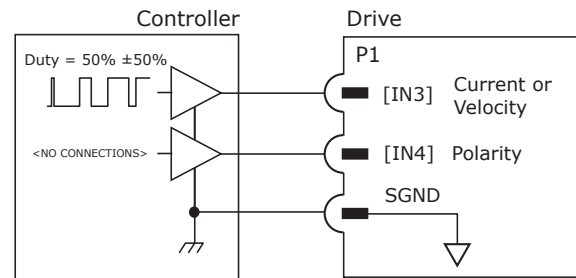 Controller
Drive
Duty = 50% ±50%
P1
[IN3]
Current or
Velocity
<NO CONNECTIONS>
[IN4]
Polarity
SGND